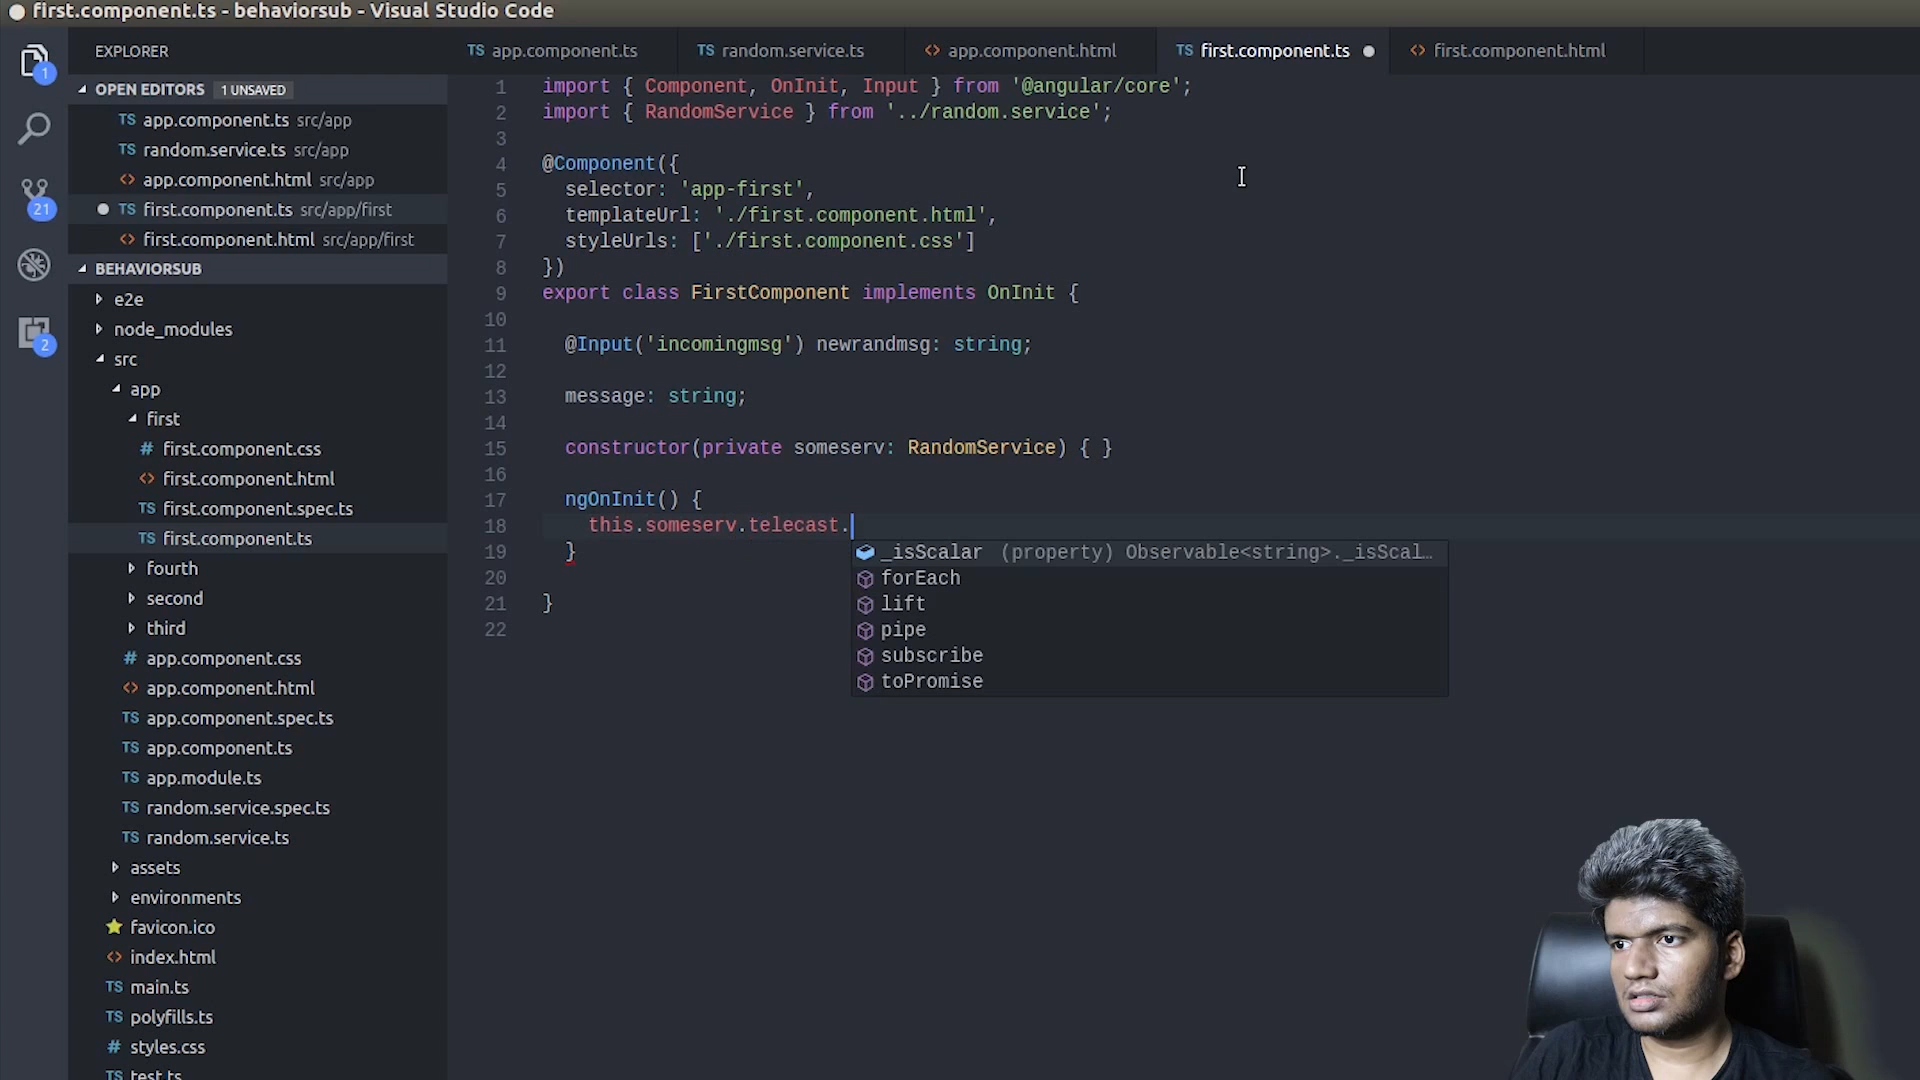 first.component.ts - behaviorsub - Visual Studio Code
EXPLORER
OPEN EDITORS 1 UNSAVED
TS app.component.ts src/app
TS random.service.ts src/app
<> app.component.html src/app
TS first.component.ts src/app/first
<> first.component.html src/app/first
BEHAVIORSUB
e2e
node_modules
src
app
first
# first.component.css
<> first.component.html
TS first.component.spec.ts
TS first.component.ts
fourth
second
third
# app.component.css
<> app.component.html
TS app.component.spec.ts
TS app.component.ts
TS app.module.ts
TS random.service.spec.ts
TS random.service.ts
assets
environments
favicon.ico
<> index.html
TS main.ts
TS polyfills.ts
# styles.css
TS test.ts
1
21
2
TS app.component.ts
TS random.service.ts
<> app.component.html
TS first.component.ts
<> first.component.html
1 import { Component, OnInit, Input } from '@angular/core';
2 import { RandomService } from '../random.service';
3
4 @Component({
5 selector: 'app-first',
6 templateUrl: './first.component.html',
7 styleUrls: ['./first.component.css']
8 })
9 export class FirstComponent implements OnInit {
10
11 @Input('incomingmsg') newrandmsg: string;
12
13 message: string;
14
15 constructor(private someserv: RandomService) { }
16
17 ngOnInit() {
18 this.someserv.telecast.
19 }
20
21 }
22
_isScalar (property) Observable<string>._isScal…
forEach
lift
pipe
subscribe
toPromise